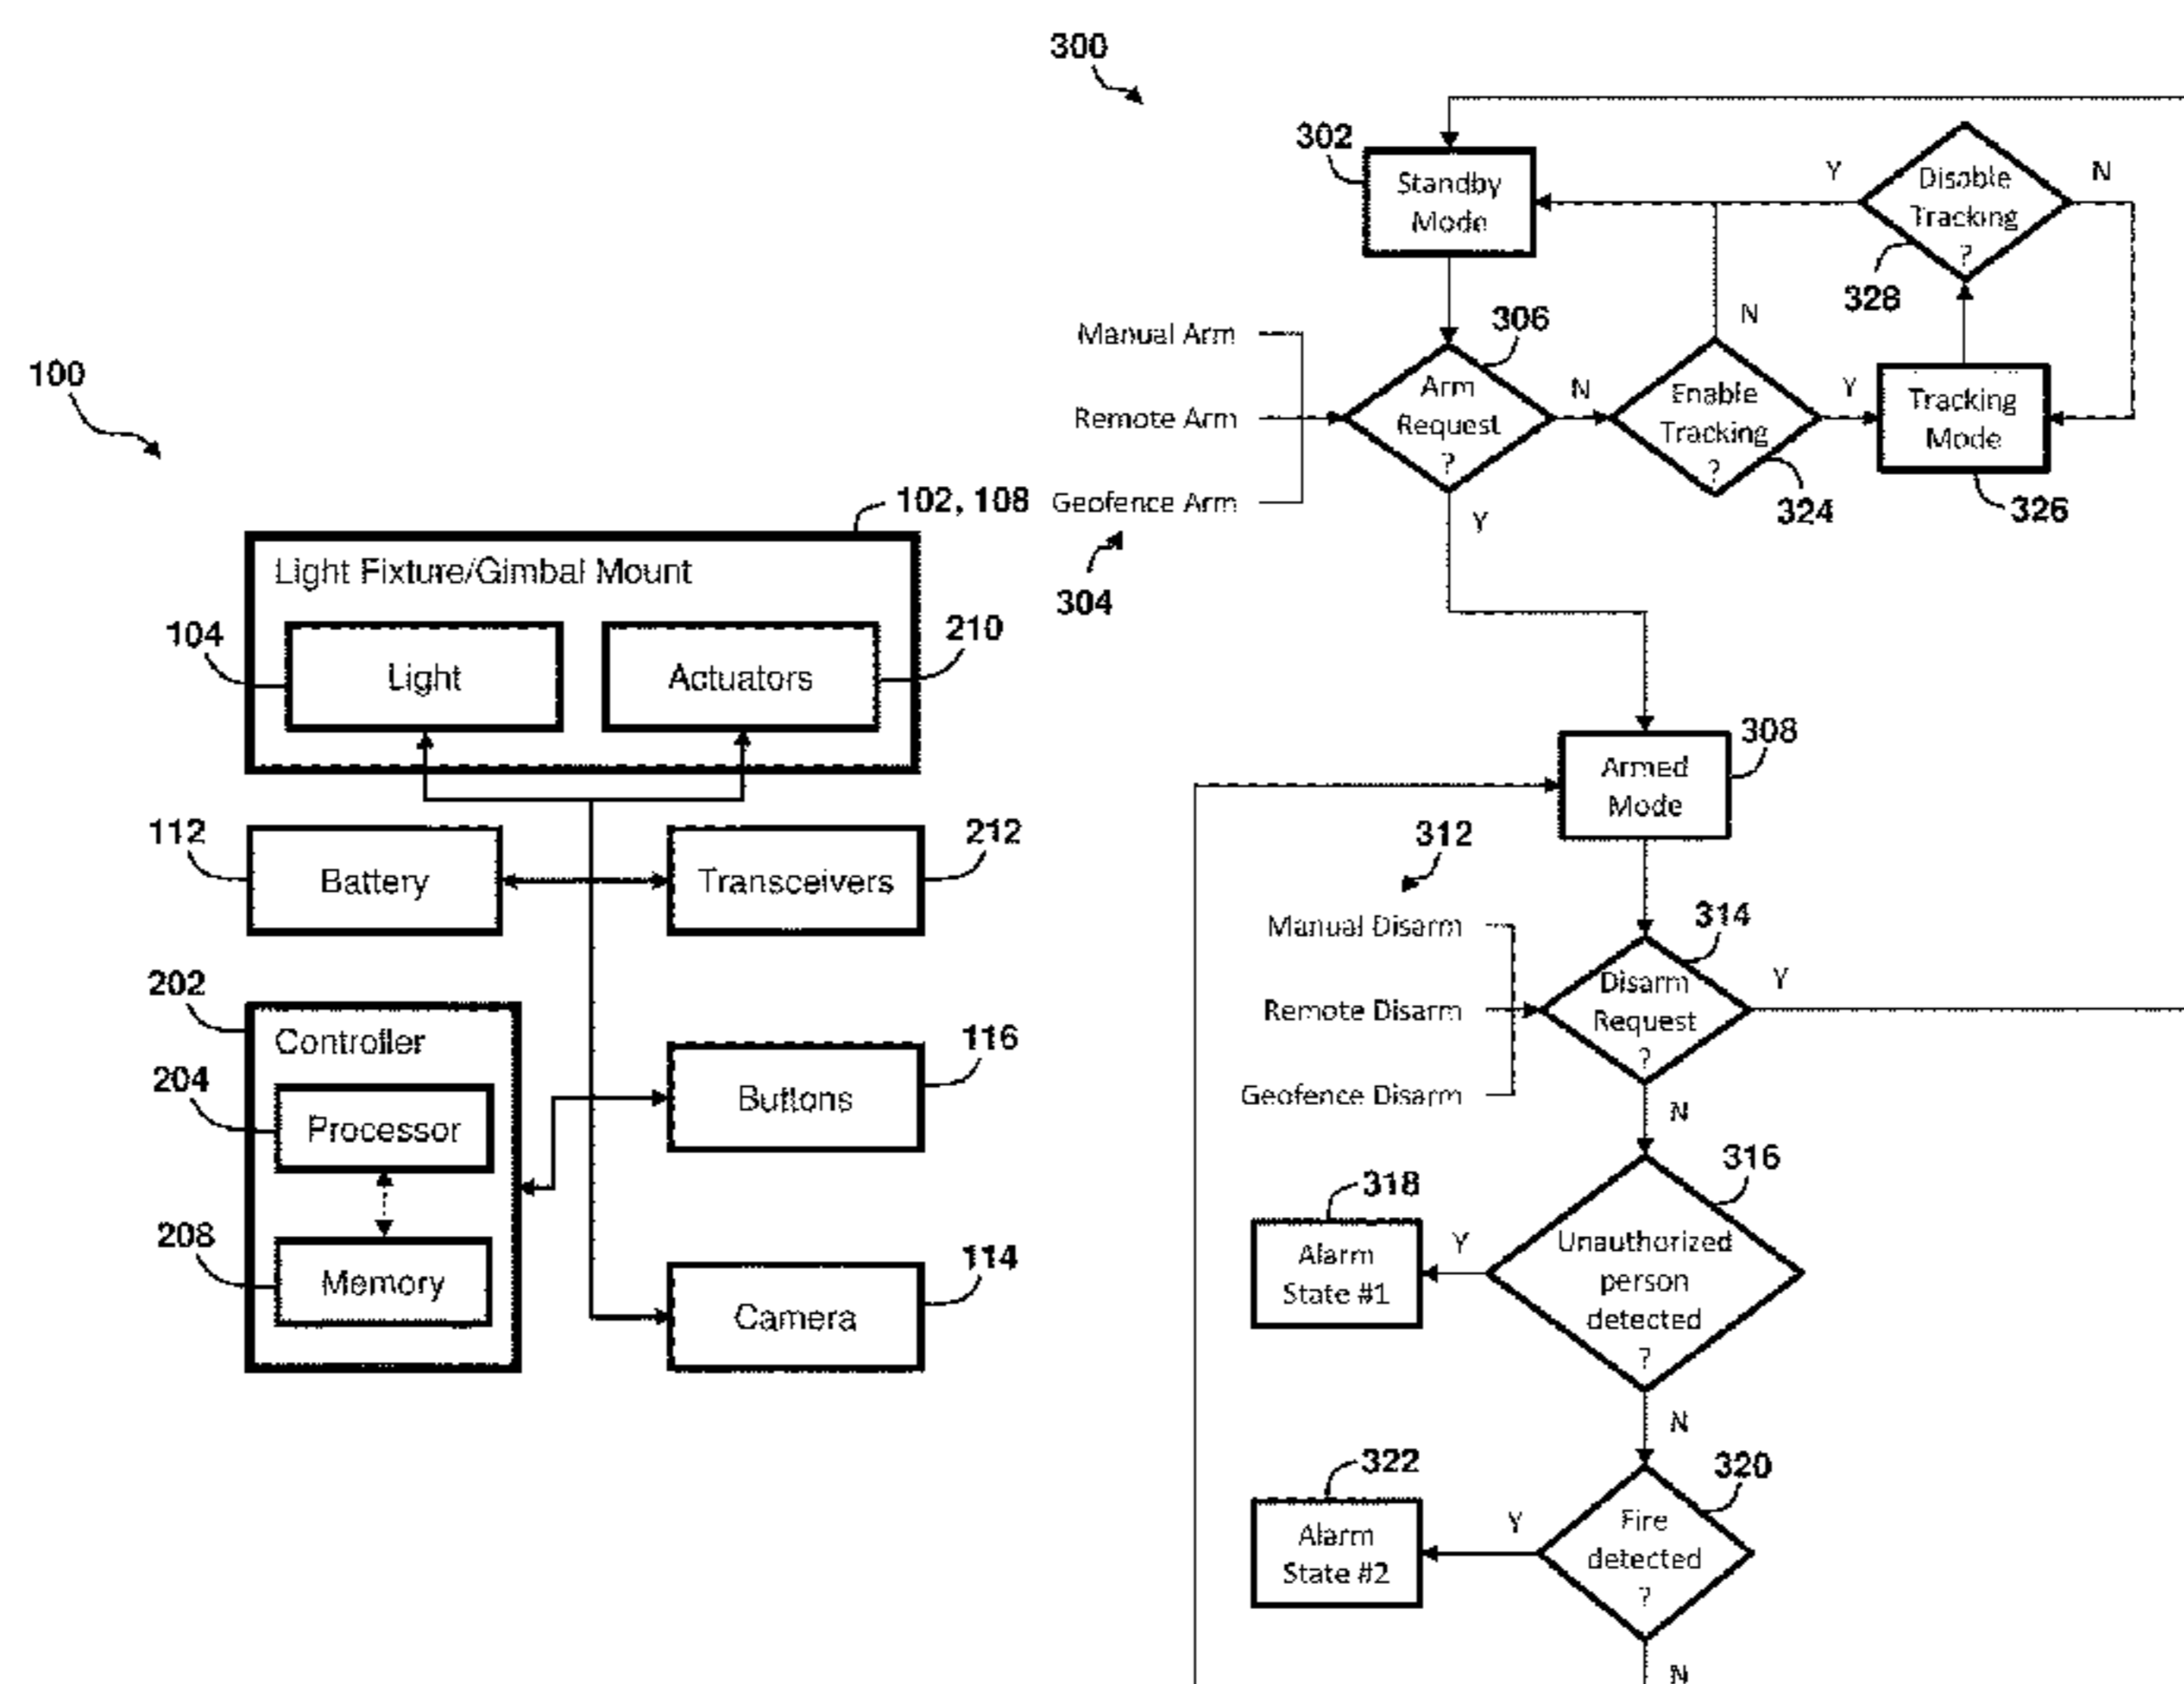 100
102, 108
Light Fixture/Gimbal Mount
104
Light
210
Actuators
112
Battery
212
Transceivers
202
Controller
204
Processor
208
Memory
116
Buttons
114
Camera
300
302
Standby
Mode
Y
Disable
Tracking
?
N
328
Manual Arm
Remote Arm
Geofence Arm
304
306
Arm
Request
?
N
Y
N
Enable
Tracking
?
324
Y
Tracking
Mode
326
308
Armed
Mode
312
Manual Disarm
Remote Disarm
Geofence Disarm
314
Disarm
Request
?
Y
N
316
Unauthorized
person
detected
?
318
Y
Alarm
State #1
N
320
Fire
detected
?
322
Y
Alarm
State #2
N